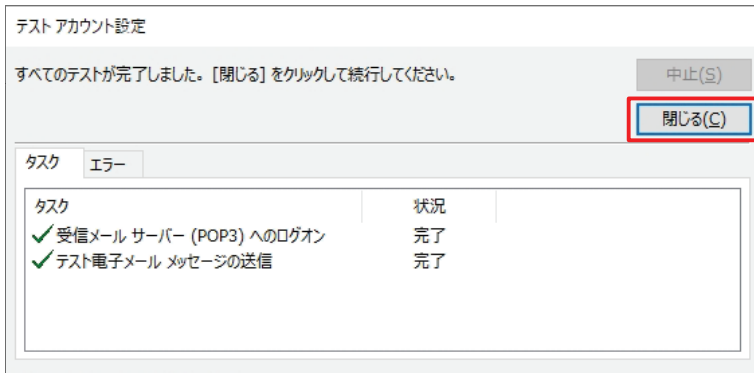 テスト アカウント設定
すべてのテストが完了しました。[閉じる] をクリックして続行してください。
中止(S)
閉じる(C)
タスク エラー
タスク 状況
受信メール サーバー (POP3) へのログオン 完了
テスト電子メール メッセージの送信 完了